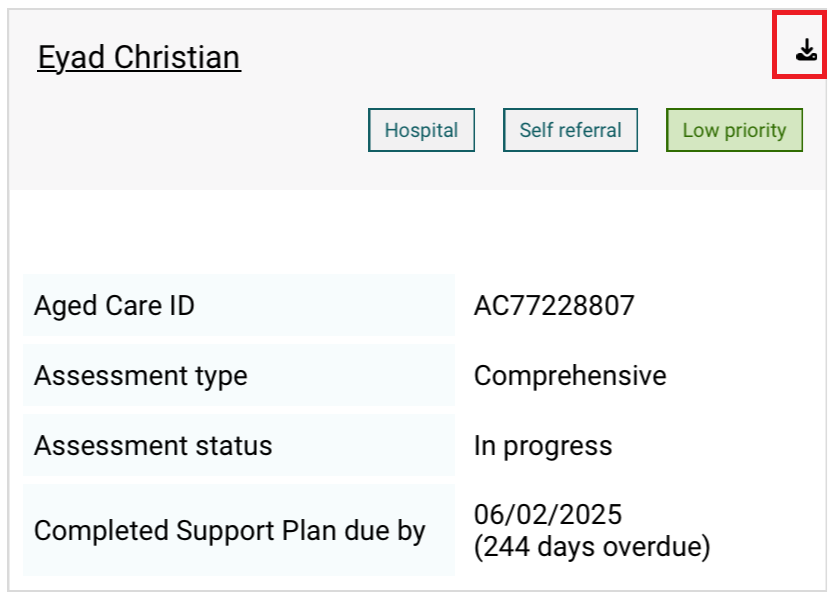 Eyad Christian
Hospital Self referral Low priority
Aged Care ID AC77228807
Assessment type Comprehensive
Assessment status In progress
Completed Support Plan due by 06/02/2025
(244 days overdue)